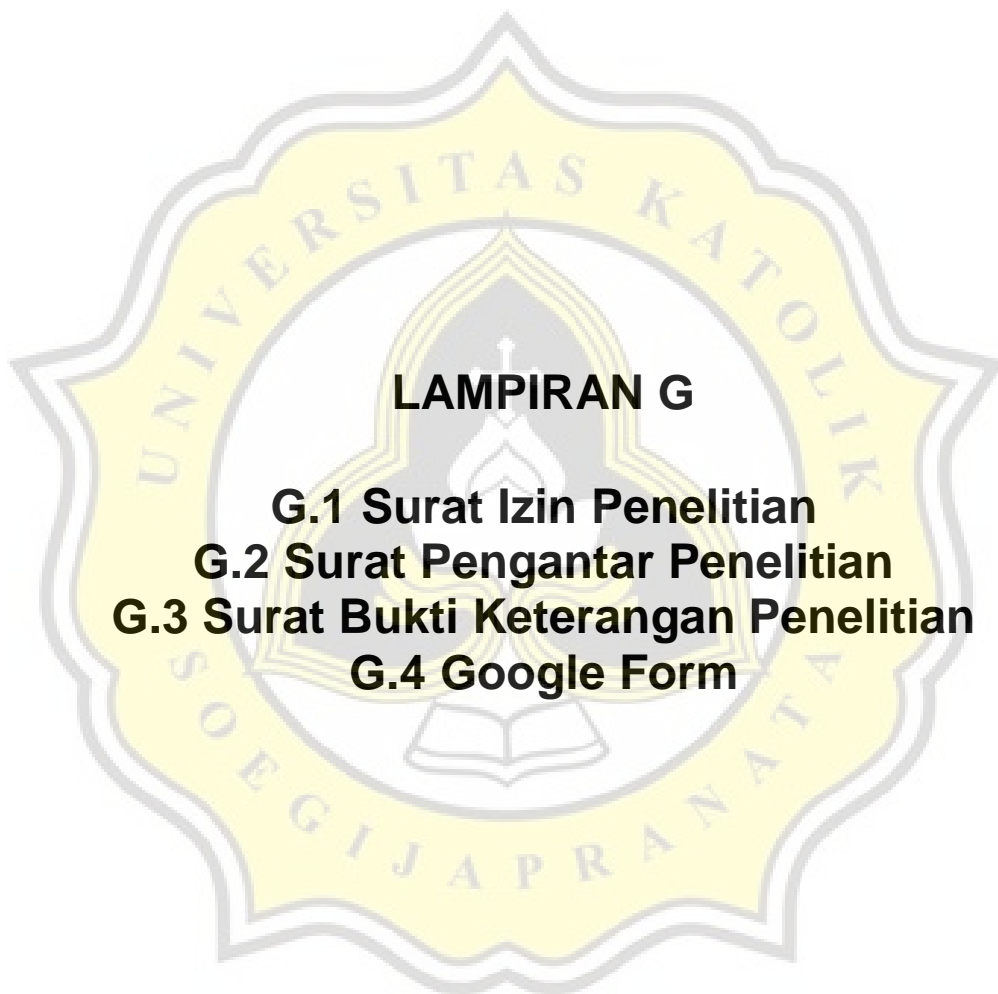 UNIVERSITAS KATOLIK
LAMPIRAN G
G.1 Surat Izin Penelitian
G.2 Surat Pengantar Penelitian
G.3 Surat Bukti Keterangan Penelitian
G.4 Google Form
SOEGIJAPRANATA